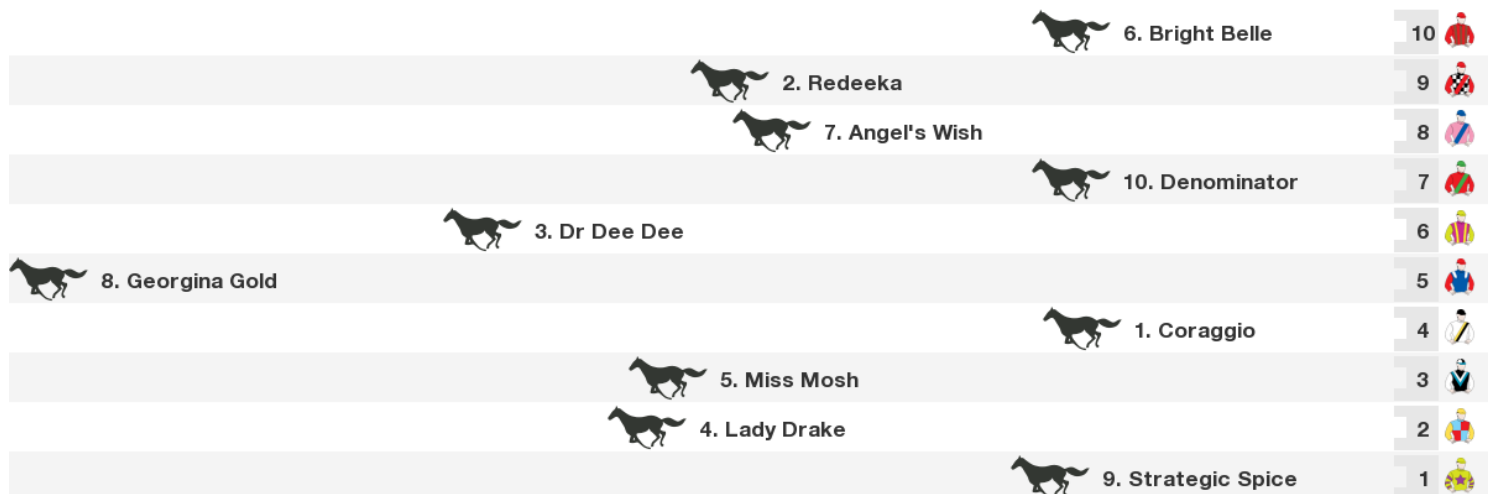 6. Bright Belle 10
2. Redeeka 9
7. Angel's Wish 8
10. Denominator 7
3. Dr Dee Dee 6
8. Georgina Gold 5
1. Coraggio 4
5. Miss Mosh 3
4. Lady Drake 2
9. Strategic Spice 1